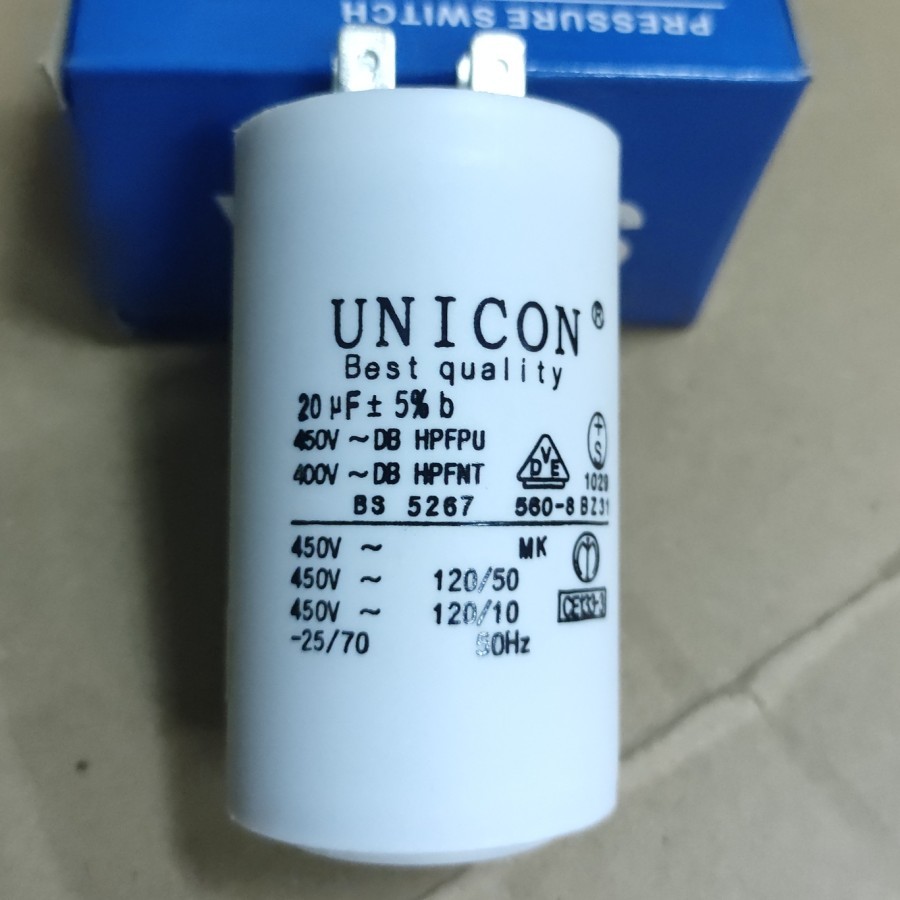 PRESSURE SWITCH
UNICON®
Best quality
20 µF ± 5% b
450V ~ DB HPFPU
400V ~ DB HPFNT
VDE
+
S
1029
BS 5267 560-8 BZ31
450V ~ MK
450V ~ 120/50
450V ~ 120/10
-25/70 50Hz